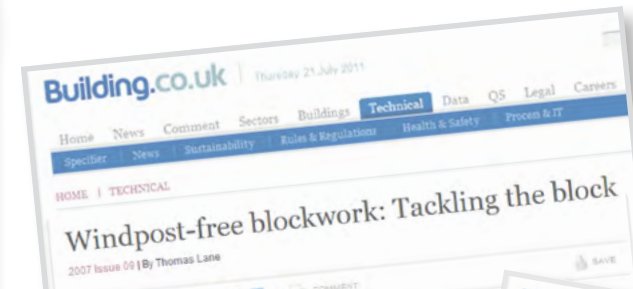 Building.co.uk | Thursday 21 July 2011
Home News Comment Sectors Buildings Technical Data QS Legal Careers
Specifier News Sustainability Rules & Regulations Health & Safety Process & IT
HOME | TECHNICAL
Windpost-free blockwork: Tackling the block
2007 Issue 09 | By Thomas Lane
COMMENT
SAVE